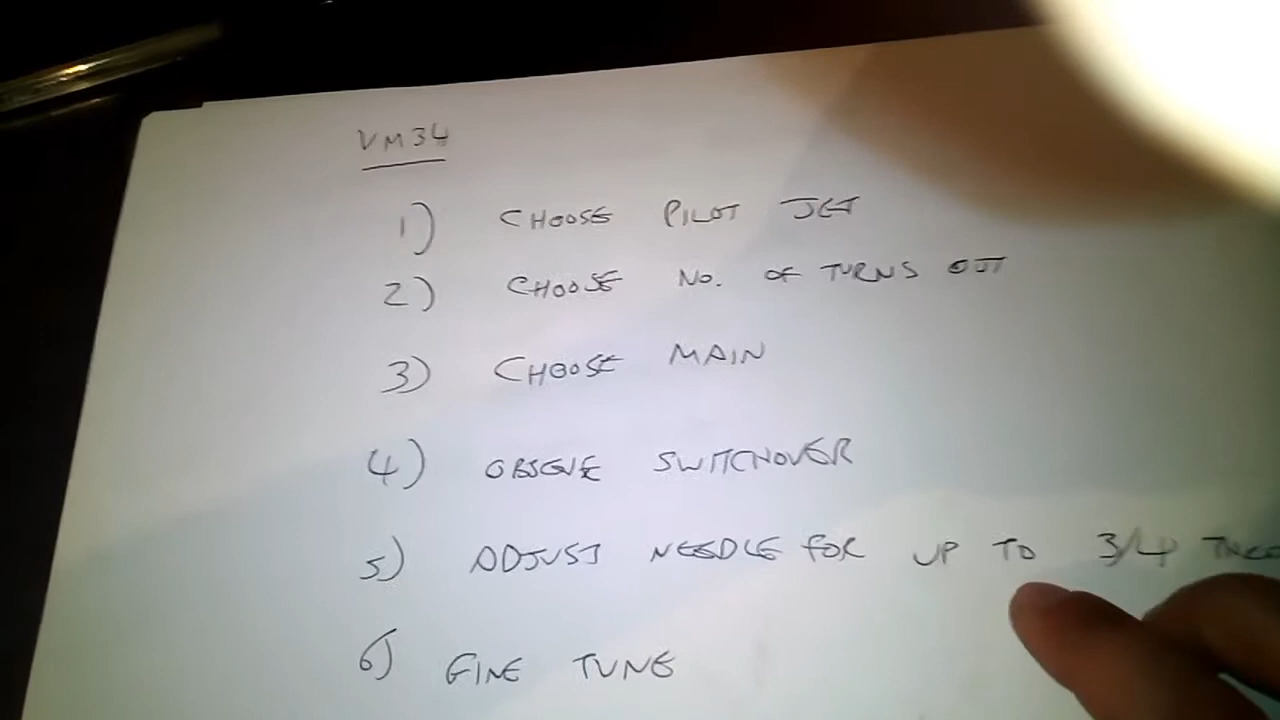 VM34
1) CHOOSE PILOT JET
2) CHOOSE No. OF TURNS OUT
3) CHOOSE MAIN
4) OBSEVE SWITCHOVER
5) ADJUST NEEDLE FOR UP TO 3/4
6) FINE TUNE